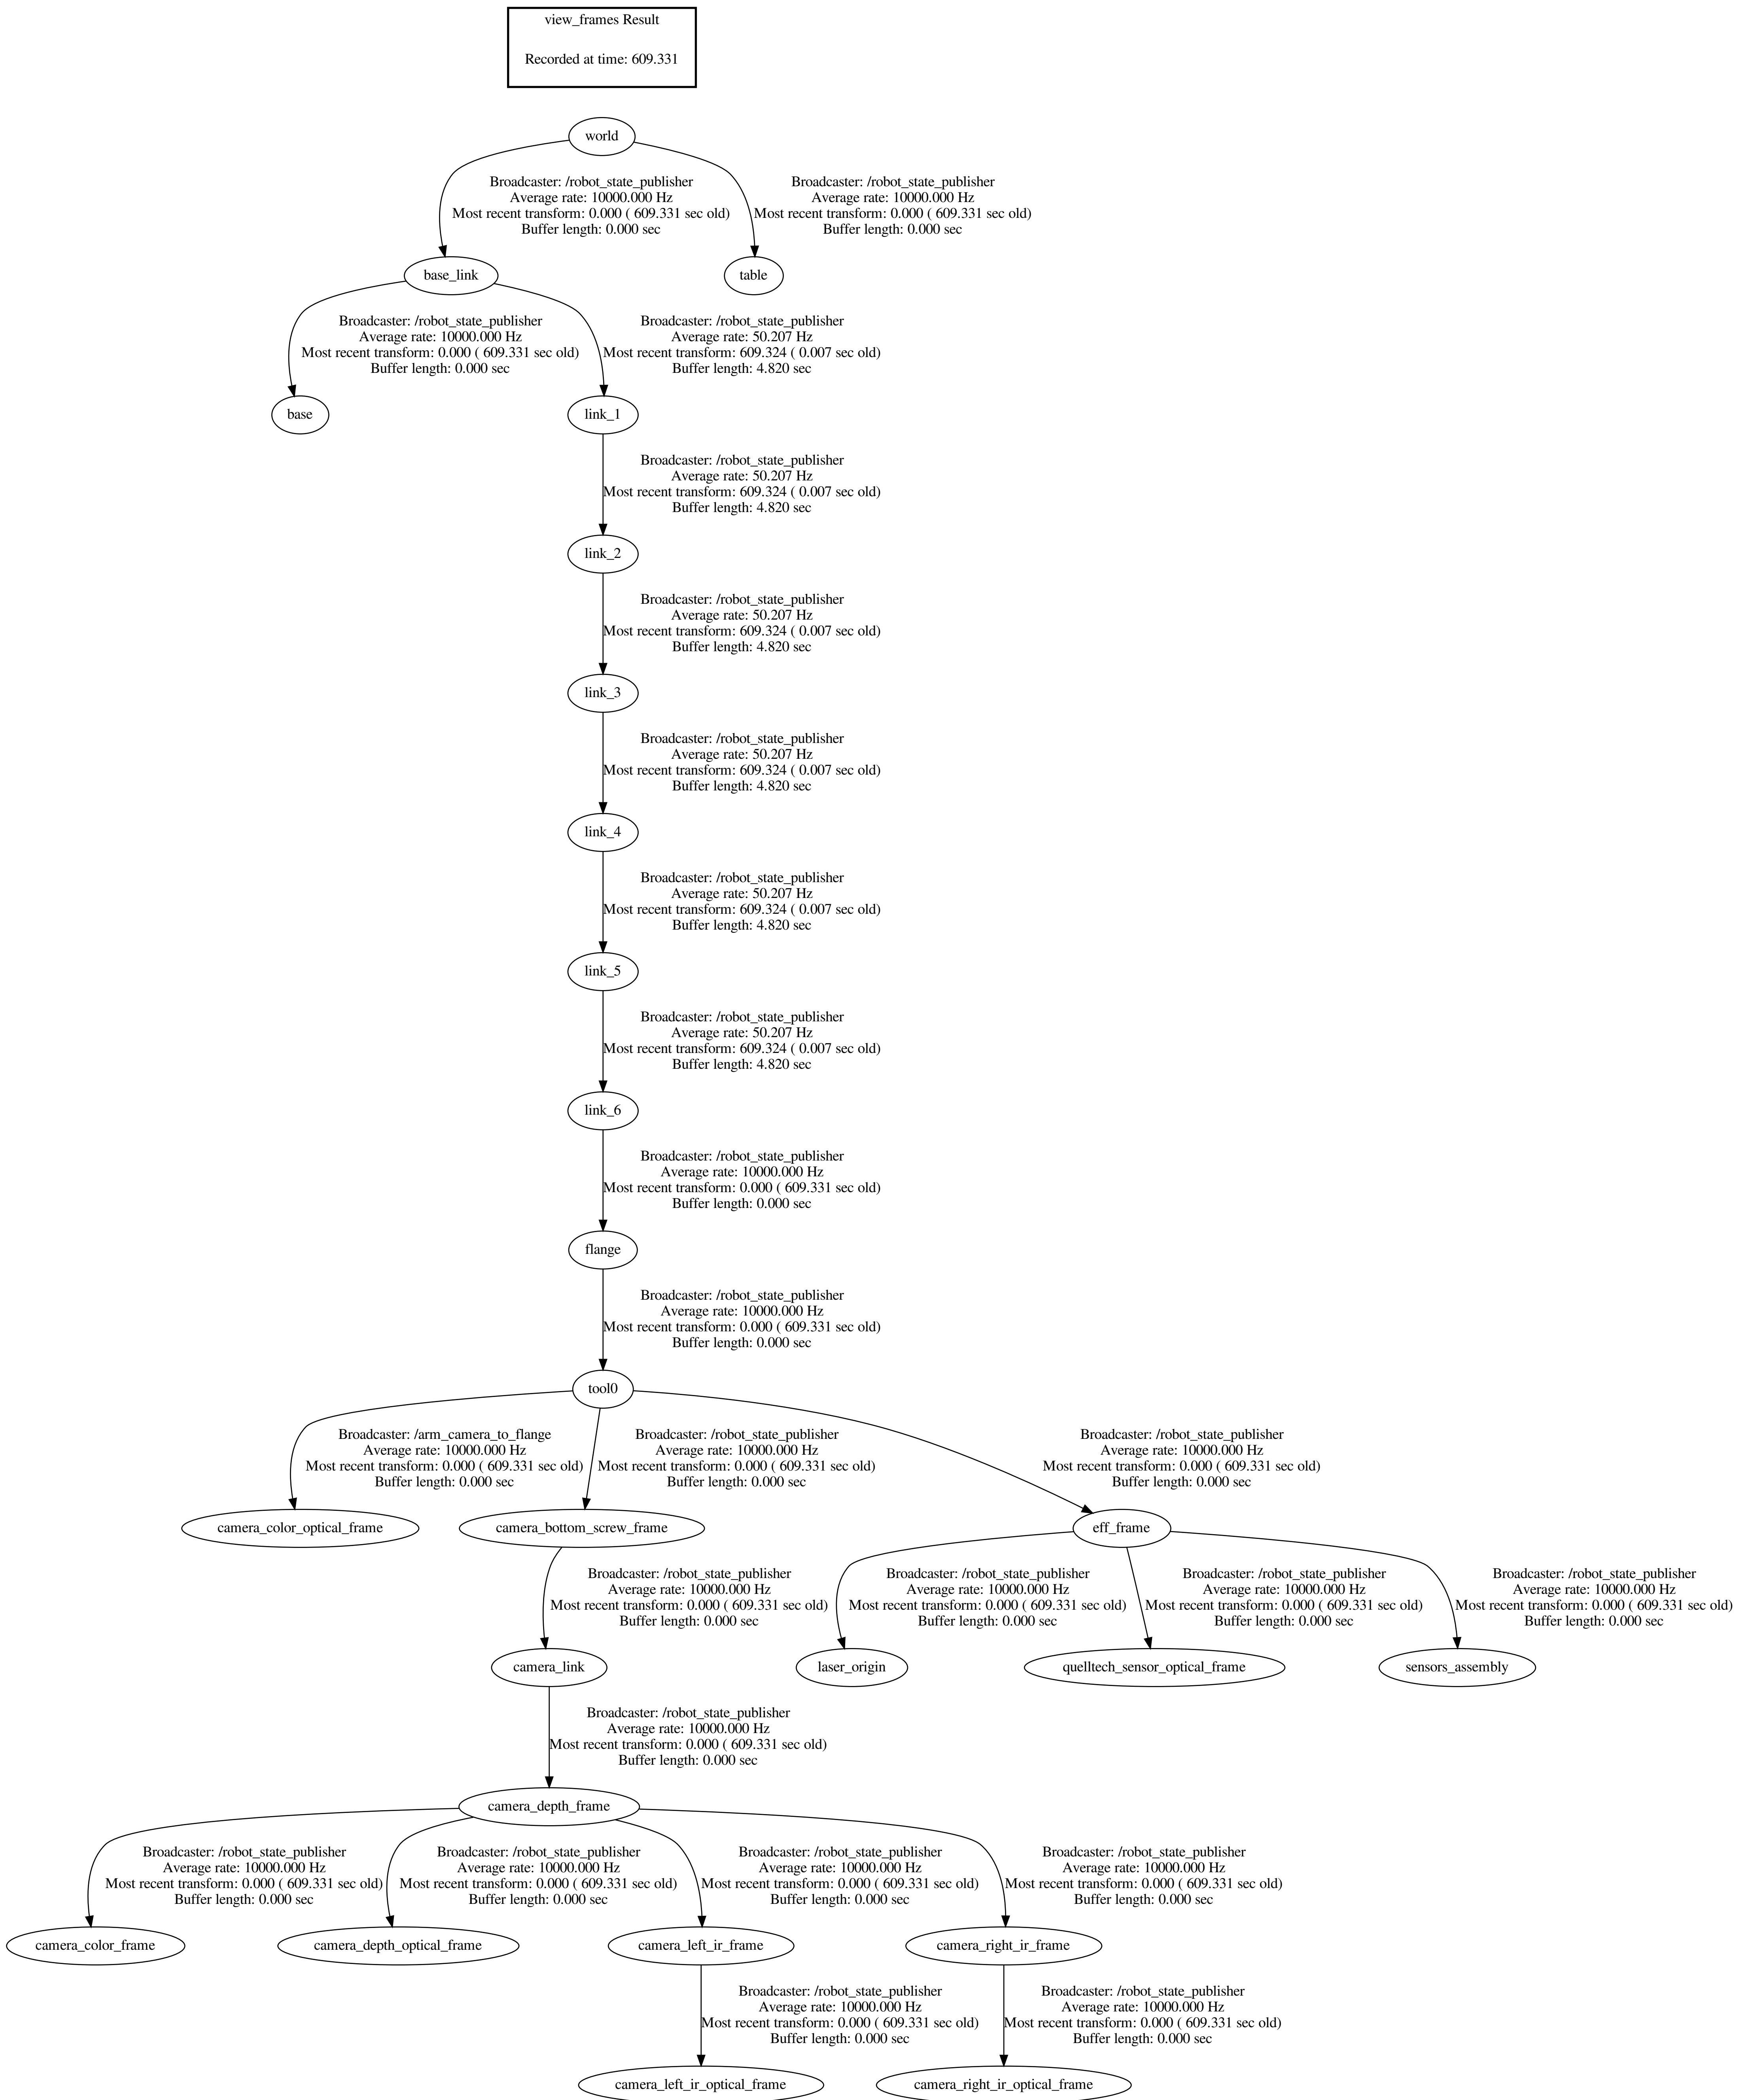 view_frames Result
Recorded at time: 609.331
world
Broadcaster: /robot_state_publisher
Average rate: 10000.000 Hz
Most recent transform: 0.000 ( 609.331 sec old)
Buffer length: 0.000 sec
Broadcaster: /robot_state_publisher
Average rate: 10000.000 Hz
Most recent transform: 0.000 ( 609.331 sec old)
Buffer length: 0.000 sec
base_link
table
Broadcaster: /robot_state_publisher
Average rate: 10000.000 Hz
Most recent transform: 0.000 ( 609.331 sec old)
Buffer length: 0.000 sec
Broadcaster: /robot_state_publisher
Average rate: 50.207 Hz
Most recent transform: 609.324 ( 0.007 sec old)
Buffer length: 4.820 sec
base
link_1
Broadcaster: /robot_state_publisher
Average rate: 50.207 Hz
Most recent transform: 609.324 ( 0.007 sec old)
Buffer length: 4.820 sec
link_2
Broadcaster: /robot_state_publisher
Average rate: 50.207 Hz
Most recent transform: 609.324 ( 0.007 sec old)
Buffer length: 4.820 sec
link_3
Broadcaster: /robot_state_publisher
Average rate: 50.207 Hz
Most recent transform: 609.324 ( 0.007 sec old)
Buffer length: 4.820 sec
link_4
Broadcaster: /robot_state_publisher
Average rate: 50.207 Hz
Most recent transform: 609.324 ( 0.007 sec old)
Buffer length: 4.820 sec
link_5
Broadcaster: /robot_state_publisher
Average rate: 50.207 Hz
Most recent transform: 609.324 ( 0.007 sec old)
Buffer length: 4.820 sec
link_6
Broadcaster: /robot_state_publisher
Average rate: 10000.000 Hz
Most recent transform: 0.000 ( 609.331 sec old)
Buffer length: 0.000 sec
flange
Broadcaster: /robot_state_publisher
Average rate: 10000.000 Hz
Most recent transform: 0.000 ( 609.331 sec old)
Buffer length: 0.000 sec
tool0
Broadcaster: /arm_camera_to_flange
Average rate: 10000.000 Hz
Most recent transform: 0.000 ( 609.331 sec old)
Buffer length: 0.000 sec
Broadcaster: /robot_state_publisher
Average rate: 10000.000 Hz
Most recent transform: 0.000 ( 609.331 sec old)
Buffer length: 0.000 sec
Broadcaster: /robot_state_publisher
Average rate: 10000.000 Hz
Most recent transform: 0.000 ( 609.331 sec old)
Buffer length: 0.000 sec
camera_color_optical_frame
camera_bottom_screw_frame
eff_frame
Broadcaster: /robot_state_publisher
Average rate: 10000.000 Hz
Most recent transform: 0.000 ( 609.331 sec old)
Buffer length: 0.000 sec
Broadcaster: /robot_state_publisher
Average rate: 10000.000 Hz
Most recent transform: 0.000 ( 609.331 sec old)
Buffer length: 0.000 sec
Broadcaster: /robot_state_publisher
Average rate: 10000.000 Hz
Most recent transform: 0.000 ( 609.331 sec old)
Buffer length: 0.000 sec
Broadcaster: /robot_state_publisher
Average rate: 10000.000 Hz
Most recent transform: 0.000 ( 609.331 sec old)
Buffer length: 0.000 sec
camera_link
laser_origin
quelltech_sensor_optical_frame
sensors_assembly
Broadcaster: /robot_state_publisher
Average rate: 10000.000 Hz
Most recent transform: 0.000 ( 609.331 sec old)
Buffer length: 0.000 sec
camera_depth_frame
Broadcaster: /robot_state_publisher
Average rate: 10000.000 Hz
Most recent transform: 0.000 ( 609.331 sec old)
Buffer length: 0.000 sec
Broadcaster: /robot_state_publisher
Average rate: 10000.000 Hz
Most recent transform: 0.000 ( 609.331 sec old)
Buffer length: 0.000 sec
Broadcaster: /robot_state_publisher
Average rate: 10000.000 Hz
Most recent transform: 0.000 ( 609.331 sec old)
Buffer length: 0.000 sec
Broadcaster: /robot_state_publisher
Average rate: 10000.000 Hz
Most recent transform: 0.000 ( 609.331 sec old)
Buffer length: 0.000 sec
camera_color_frame
camera_depth_optical_frame
camera_left_ir_frame
camera_right_ir_frame
Broadcaster: /robot_state_publisher
Average rate: 10000.000 Hz
Most recent transform: 0.000 ( 609.331 sec old)
Buffer length: 0.000 sec
Broadcaster: /robot_state_publisher
Average rate: 10000.000 Hz
Most recent transform: 0.000 ( 609.331 sec old)
Buffer length: 0.000 sec
camera_left_ir_optical_frame
camera_right_ir_optical_frame